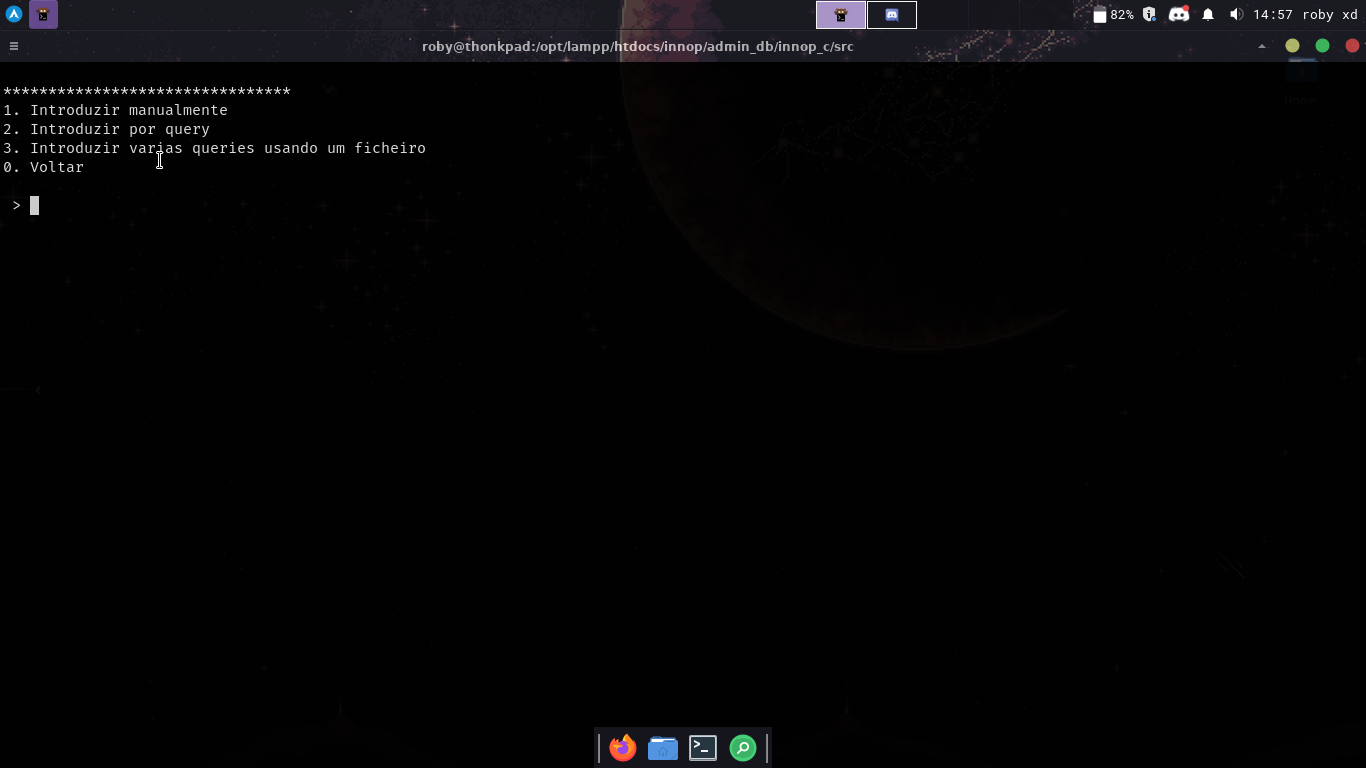 82%
14:57 roby xd
roby@thonkpad:/opt/lampp/htdocs/innop/admin_db/innop_c/src
Home
********************************
1. Introduzir manualmente
2. Introduzir por query
3. Introduzir varias queries usando um ficheiro
0. Voltar
>